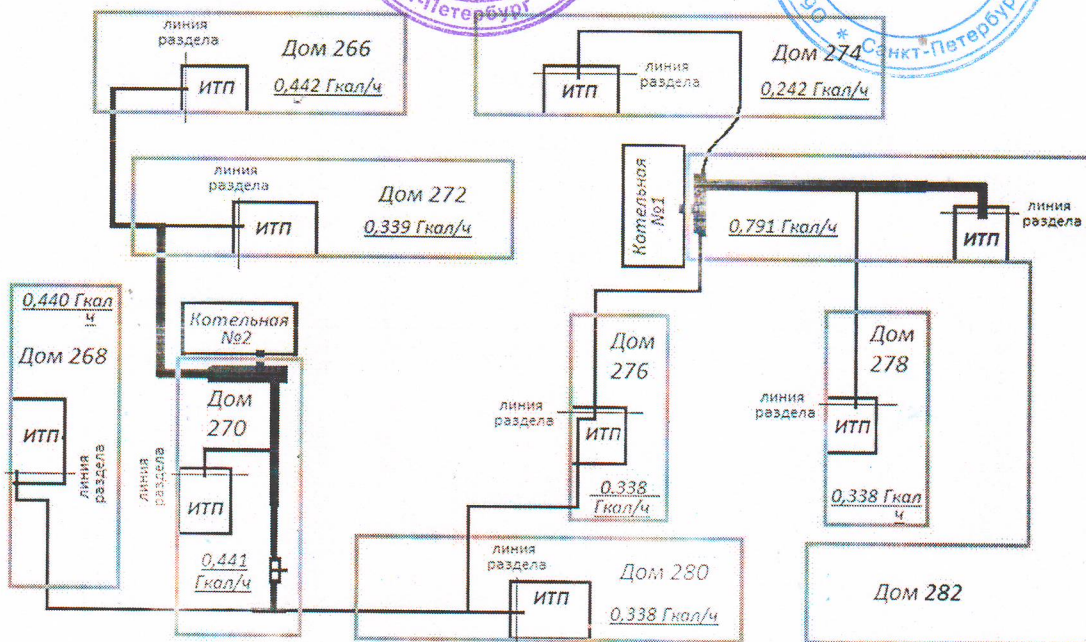 -Петербург
Санкт-Петербург
линия
раздела
Дом 266
ИТП
0,442 Гкал/ч
Дом 274
линия
раздела
ИТП
0,242 Гкал/ч
линия
раздела
Дом 272
ИТП
0,339 Гкал/ч
Котельная
№1
0,791 Гкал/ч
линия
раздела
ИТП
0,440 Гкал
ч
Дом 268
ИТП
линия
раздела
Котельная
№2
Дом
270
линия
раздела
ИТП
0,441
Гкал/ч
Дом
276
линия
раздела
ИТП
0.338
Гкал/ч
Дом
278
линия
раздела
ИТП
0,338 Гкал
ч
линия
раздела
Дом 280
ИТП
0,338 Гкал/ч
Дом 282